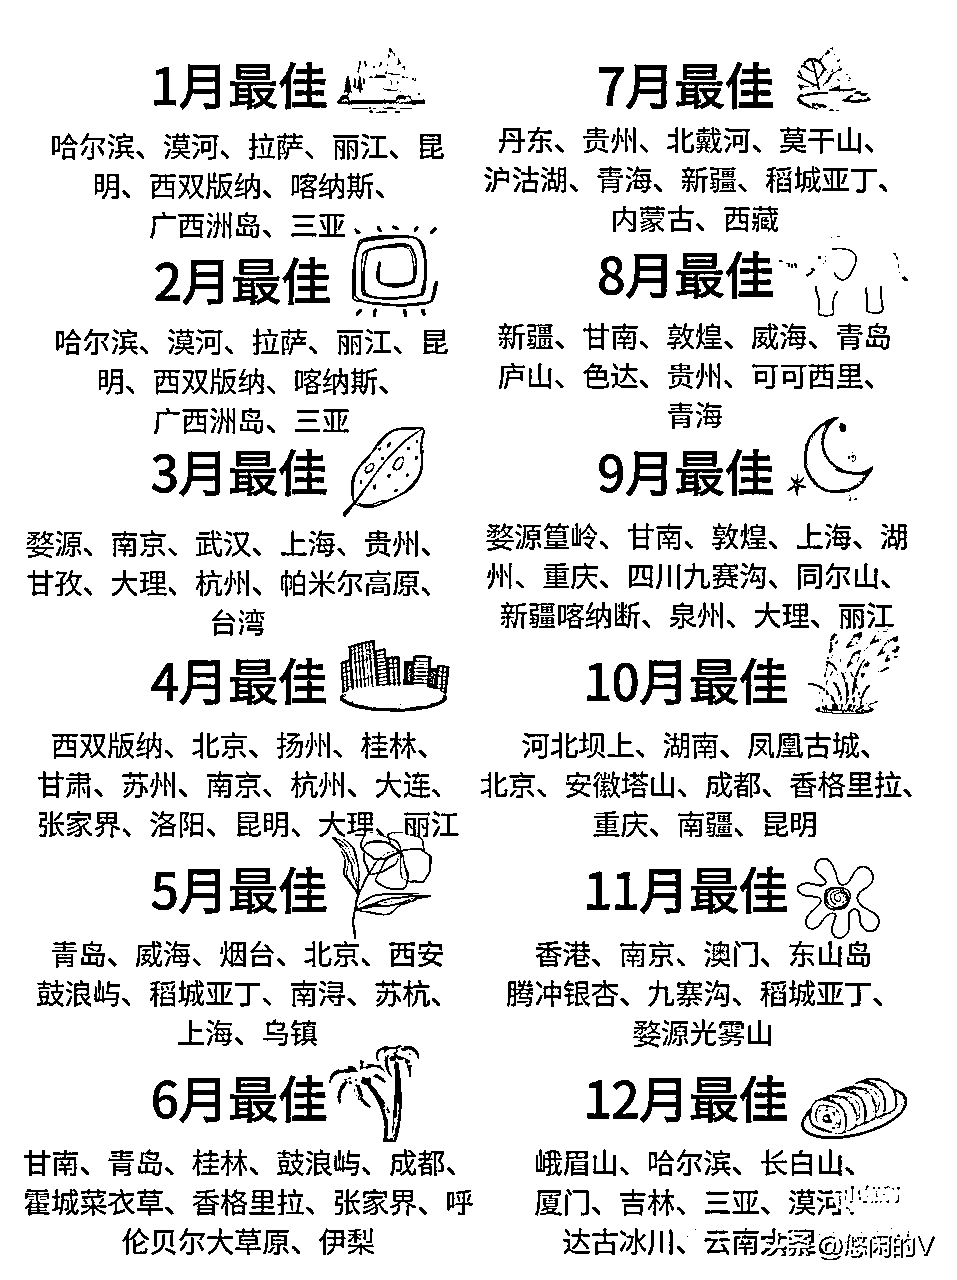 1月最佳
哈尔滨、漠河、拉萨、丽江、昆
明、西双版纳、喀纳斯、
广西洲岛、三亚
2月最佳
哈尔滨、漠河、拉萨、丽江、昆
明、西双版纳、喀纳斯、
广西洲岛、三亚
3月最佳
婺源、南京、武汉、上海、贵州、
甘孜、大理、杭州、帕米尔高原、
台湾
4月最佳
西双版纳、北京、扬州、桂林、
甘肃、苏州、南京、杭州、大连、
张家界、洛阳、昆明、大理、丽江
5月最佳
青岛、威海、烟台、北京、西安
鼓浪屿、稻城亚丁、南浔、苏杭、
上海、乌镇
6月最佳
甘南、青岛、桂林、鼓浪屿、成都、
霍城菜衣草、香格里拉、张家界、呼
伦贝尔大草原、伊梨
7月最佳
丹东、贵州、北戴河、莫干山、
沪沽湖、青海、新疆、稻城亚丁、
内蒙古、西藏
8月最佳
新疆、甘南、敦煌、威海、青岛
庐山、色达、贵州、可可西里、
青海
9月最佳
婺源篁岭、甘南、敦煌、上海、湖
州、重庆、四川九赛沟、同尔山、
新疆喀纳断、泉州、大理、丽江
10月最佳
河北坝上、湖南、凤凰古城、
北京、安徽塔山、成都、香格里拉、
重庆、南疆、昆明
11月最佳
香港、南京、澳门、东山岛
腾冲银杏、九寨沟、稻城亚丁、
婺源光雾山
12月最佳
峨眉山、哈尔滨、长白山、
厦门、吉林、三亚、漠河、
达古冰川、云南大
@悠闲的V